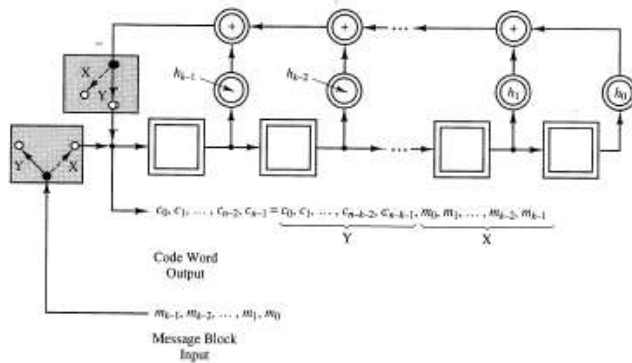 + + ... +
−
X
Y
h_{k−1} h_{k−2} h_1 h_0
Y X
...
c_0, c_1, ... , c_{n−2}, c_{n−1} = c_0, c_1, ... , c_{n−k−2}, c_{n−k−1}, m_0, m_1, ... , m_{k−2}, m_{k−1}
Y X
Code Word
Output
m_{k−1}, m_{k−2}, ... , m_1, m_0
Message Block
Input